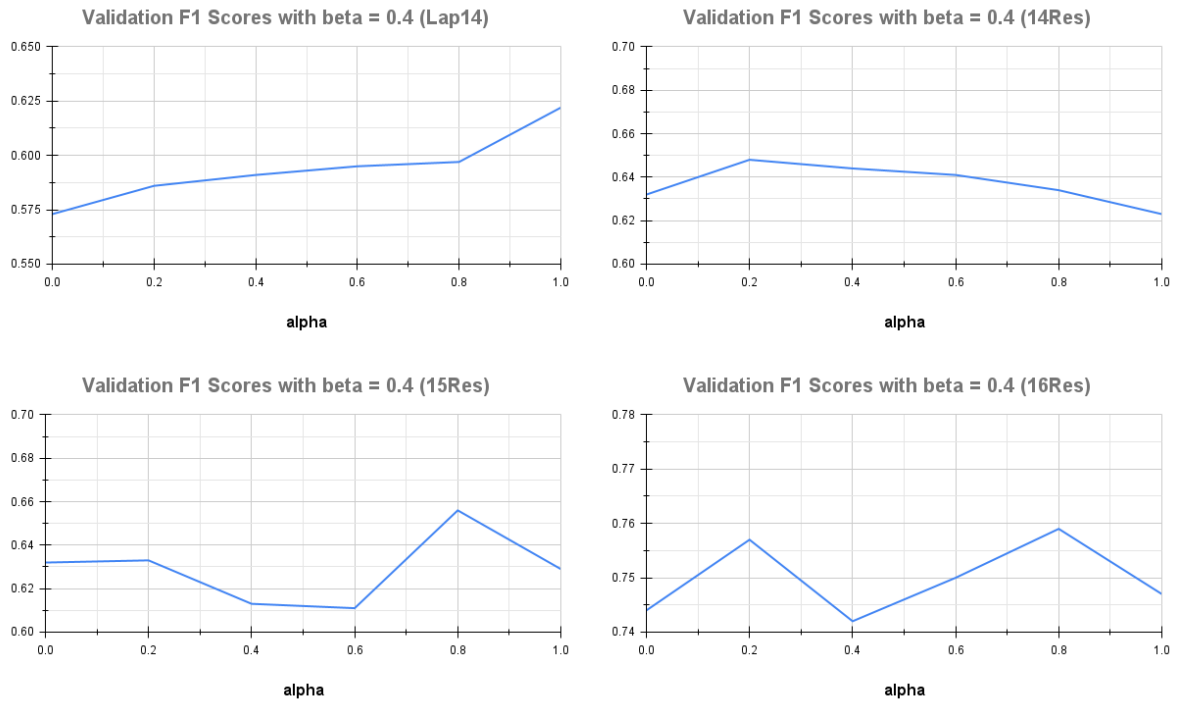 Validation F1 Scores with beta = 0.4 (Lap14)
0.650
0.625
0.600
0.575
0.550
0.0 0.2 0.4 0.6 0.8 1.0
alpha
Validation F1 Scores with beta = 0.4 (14Res)
0.70
0.68
0.66
0.64
0.62
0.60
0.0 0.2 0.4 0.6 0.8 1.0
alpha
Validation F1 Scores with beta = 0.4 (15Res)
0.70
0.68
0.66
0.64
0.62
0.60
0.0 0.2 0.4 0.6 0.8 1.0
alpha
Validation F1 Scores with beta = 0.4 (16Res)
0.78
0.77
0.76
0.75
0.74
0.0 0.2 0.4 0.6 0.8 1.0
alpha